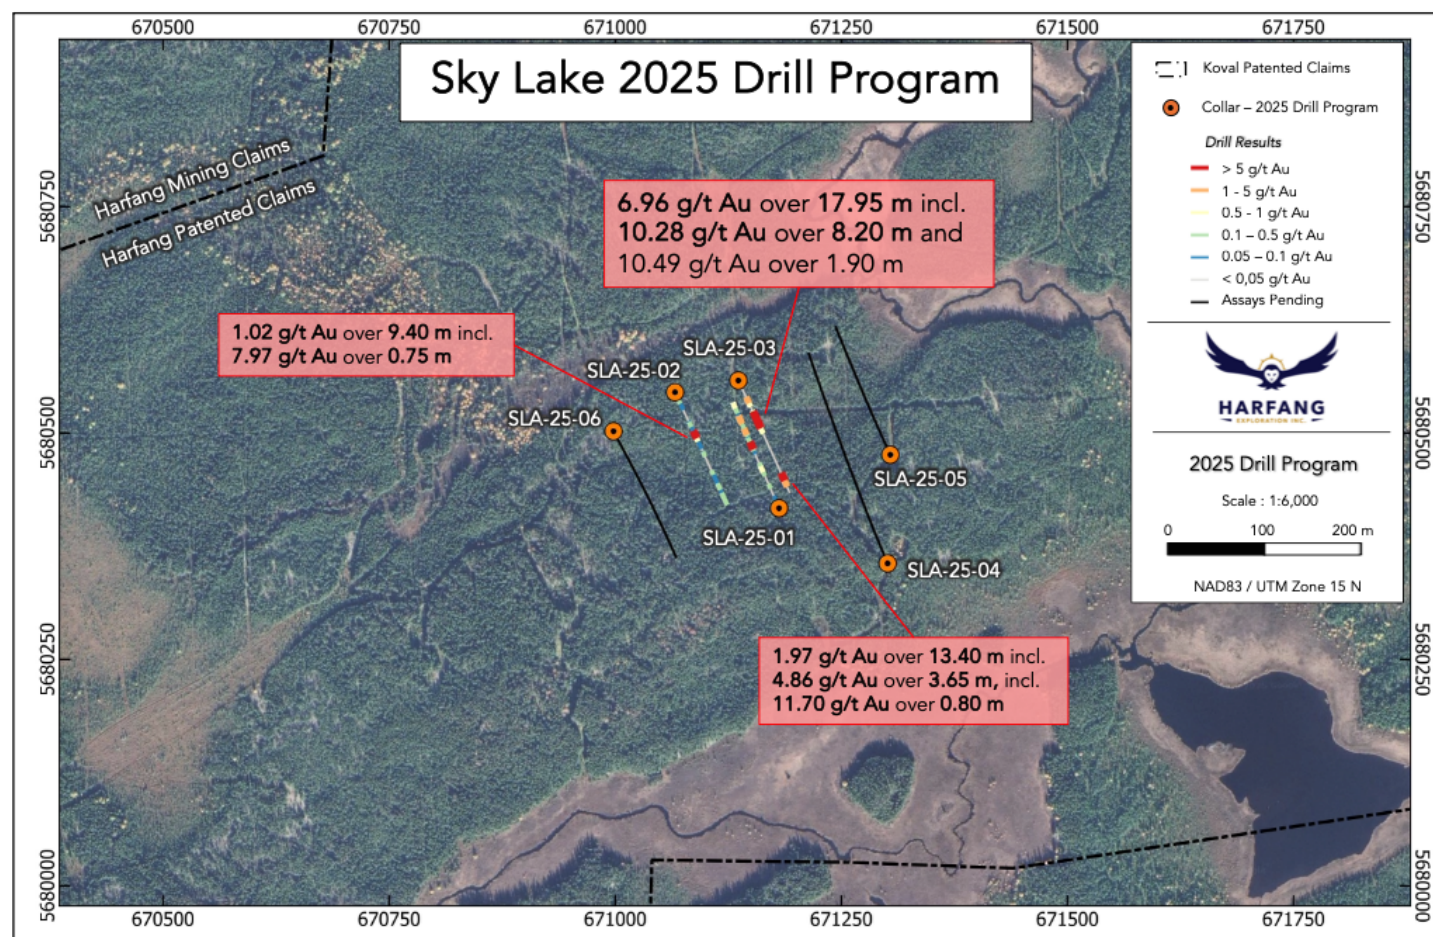 670500
670750
671000
671250
671500
671750
Sky Lake 2025 Drill Program
Koval Patented Claims
Collar – 2025 Drill Program
Drill Results
> 5 g/t Au
1 - 5 g/t Au
0.5 - 1 g/t Au
0.1 – 0.5 g/t Au
0.05 – 0.1 g/t Au
< 0,05 g/t Au
Assays Pending
HARFANG
EXPLORATION INC.
2025 Drill Program
Scale : 1:6,000
0 100 200 m
NAD83 / UTM Zone 15 N
Harfang Mining Claims
Harfang Patented Claims
5680750
5680750
6.96 g/t Au over 17.95 m incl.
10.28 g/t Au over 8.20 m and
10.49 g/t Au over 1.90 m
1.02 g/t Au over 9.40 m incl.
7.97 g/t Au over 0.75 m
SLA-25-03
SLA-25-02
SLA-25-06
5680500
5680500
SLA-25-05
SLA-25-01
SLA-25-04
1.97 g/t Au over 13.40 m incl.
4.86 g/t Au over 3.65 m, incl.
11.70 g/t Au over 0.80 m
5680250
5680250
5680000
5680000
670500
670750
671000
671250
671500
671750